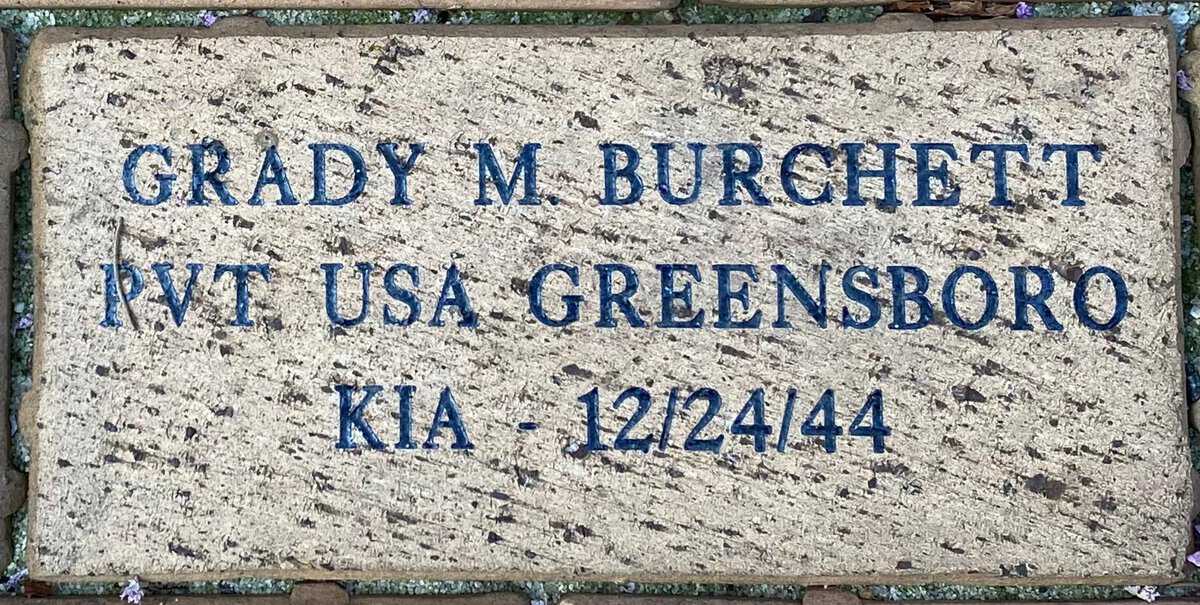 GRADY M. BURCHETT
PVT USA GREENSBORO
KIA - 12/24/44